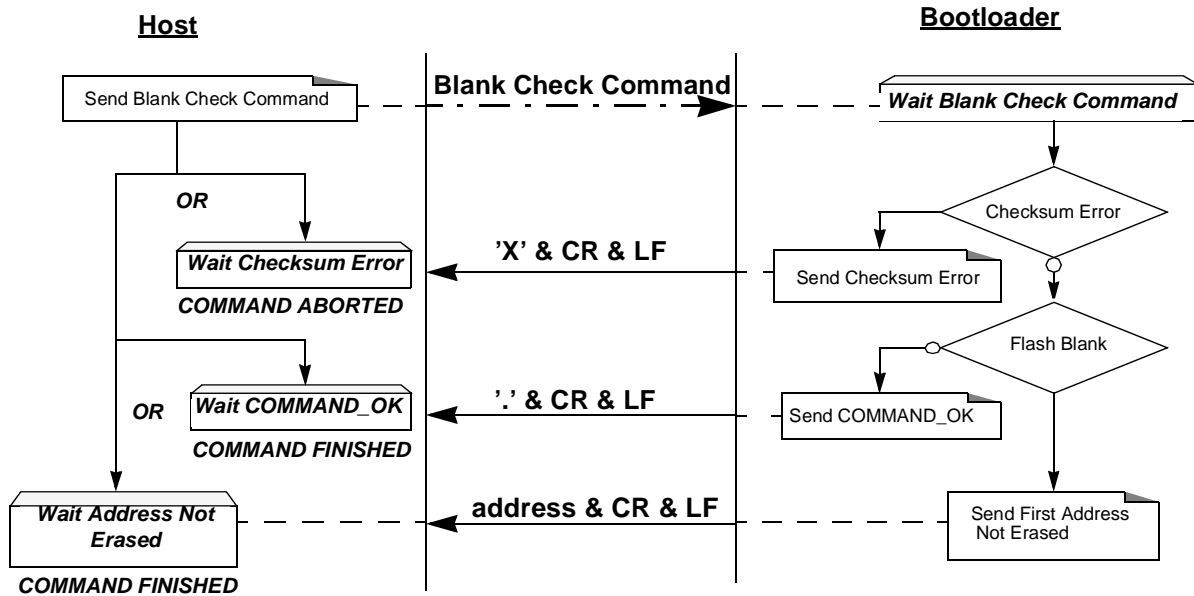 Host
Bootloader
Send Blank Check Command
Blank Check Command
Wait Blank Check Command
OR
Checksum Error
Wait Checksum Error
’X’ & CR & LF
Send Checksum Error
COMMAND ABORTED
Flash Blank
OR
Wait COMMAND_OK
’.’ & CR & LF
Send COMMAND_OK
COMMAND FINISHED
Wait Address Not
Erased
address & CR & LF
Send First Address
Not Erased
COMMAND FINISHED